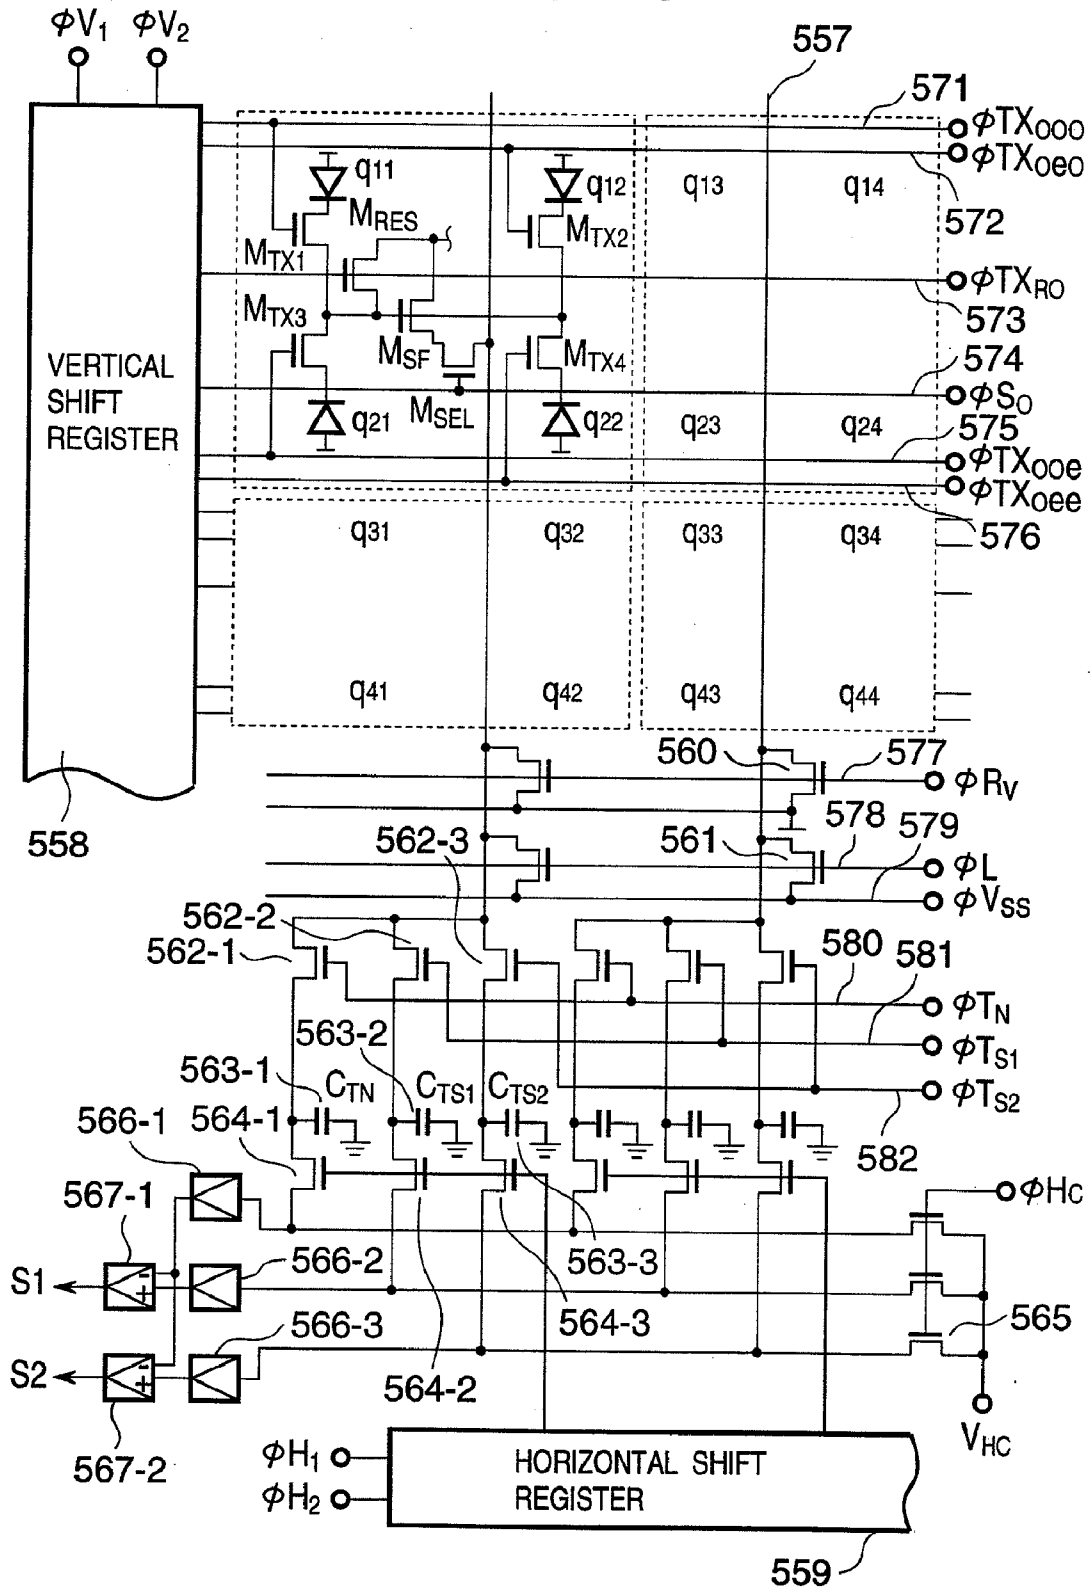 ϕV1 ϕV2
557
571
ϕTXooo
ϕTXoeo
q11 q12 q13 q14
572
MRES
MTX1 MTX2
ϕTXRO
573
MTX3
MSF MTX4
574
VERTICAL
SHIFT
REGISTER
MSEL
ϕSo
q21 q22 q23 q24
575
ϕTXooe
ϕTXoee
576
q31 q32 q33 q34
q41 q42 q43 q44
558
560 577
ϕRV
562-3 561 578 579
ϕL
ϕVSS
562-2
562-1
580 581
ϕTN
ϕTS1
ϕTS2
563-2
563-1 CTN CTS1 CTS2
582
566-1 564-1
567-1
ϕHC
S1 566-2 563-3
564-3
566-3
565
S2
564-2
567-2
VHC
ϕH1
ϕH2
HORIZONTAL SHIFT
REGISTER
559